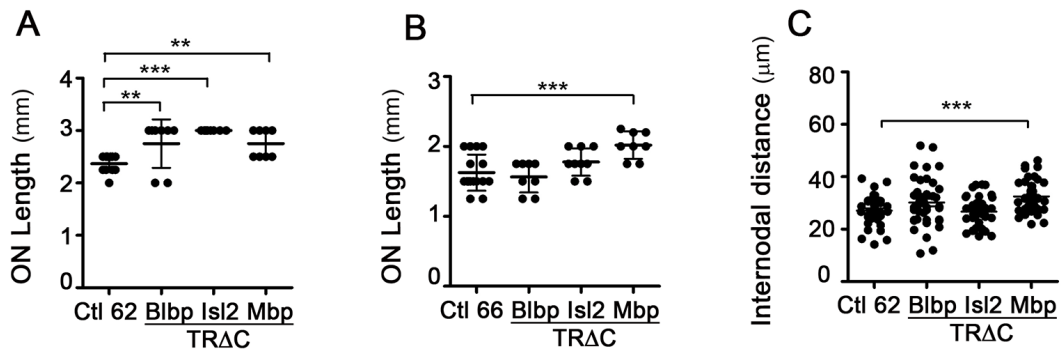 A
ON Length (mm)
4
3
2
0
**
***
**
Ctl 62 Blbp Isl2 Mbp
TRΔC
B
ON Length (mm)
3
2
1
0
***
Ctl 66 Blbp Isl2 Mbp
TRΔC
C
Internodal distance (μm)
80
60
40
20
0
***
Ctl 62 Blbp Isl2 Mbp
TRΔC